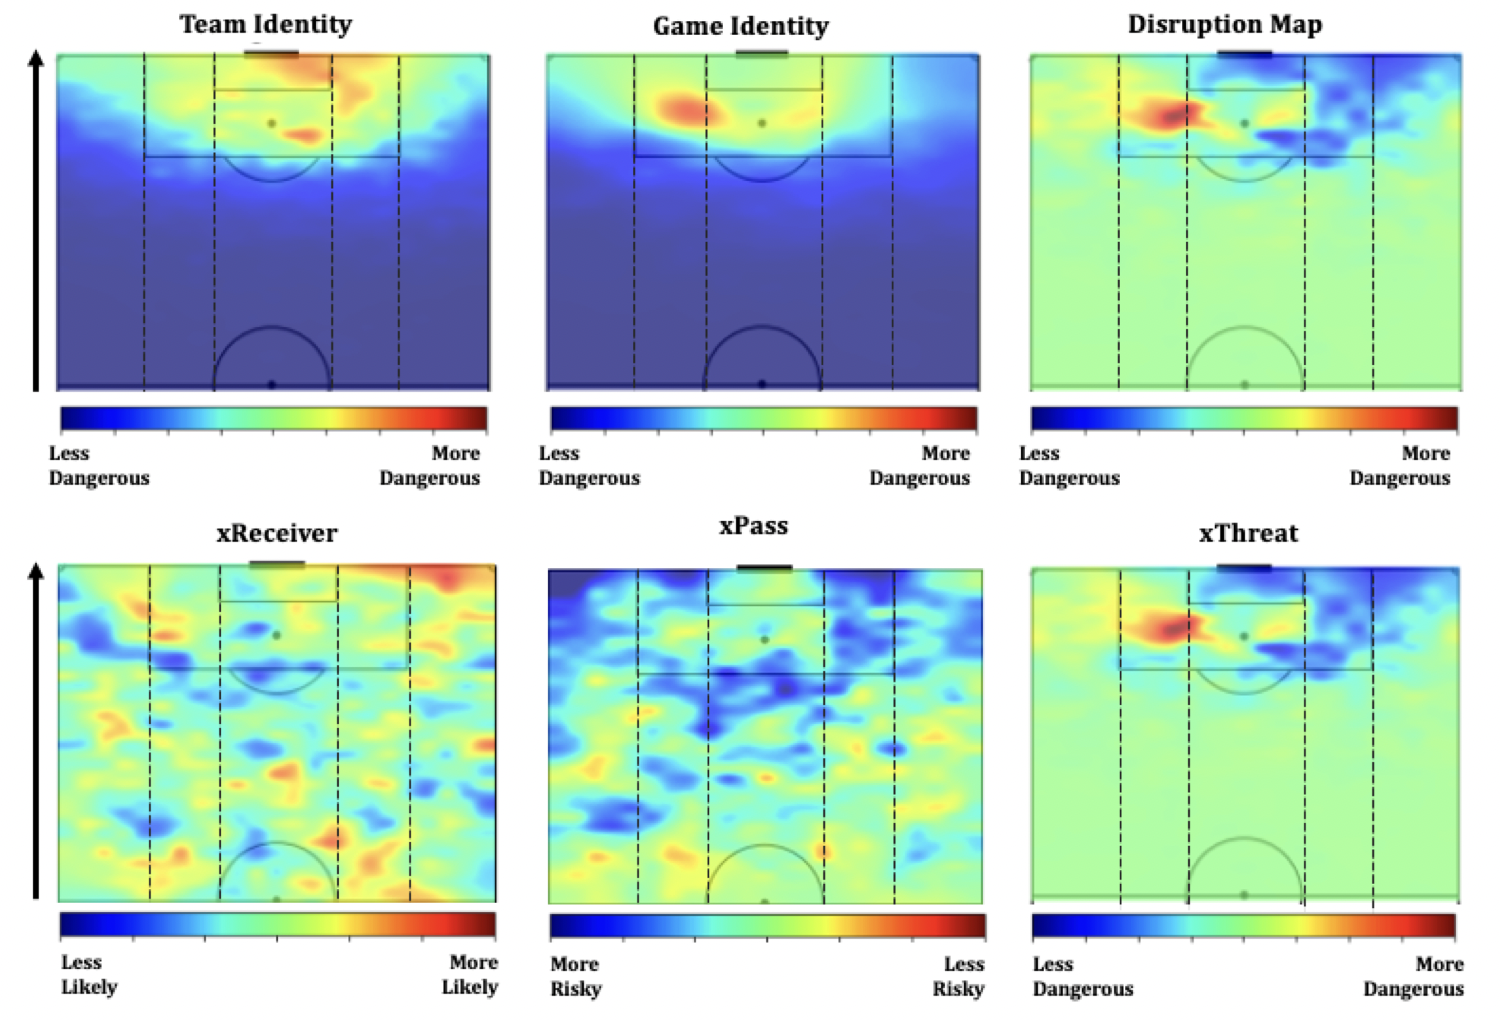 Team Identity
Game Identity
Disruption Map
Less
Dangerous
More
Dangerous
Less
Dangerous
More
Dangerous
Less
Dangerous
More
Dangerous
xReceiver
xPass
xThreat
Less
Likely
More
Likely
More
Risky
Less
Risky
Less
Dangerous
More
Dangerous